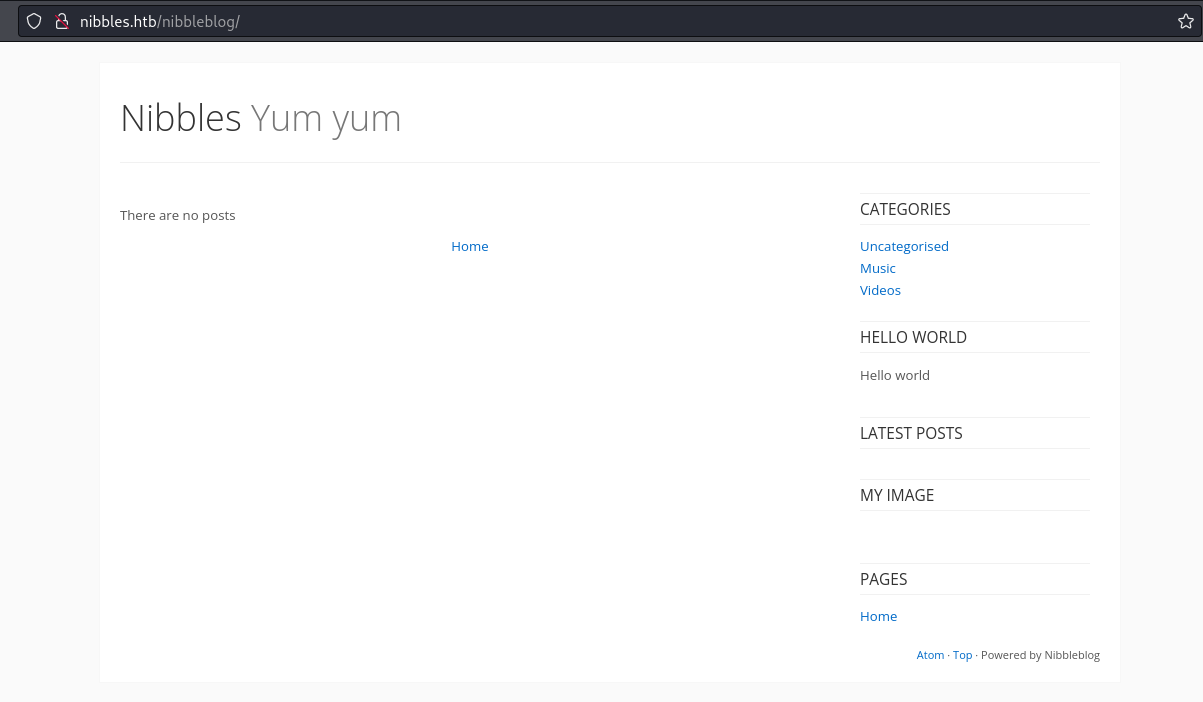 nibbles.htb/nibbleblog/
Nibbles Yum yum
There are no posts
Home
CATEGORIES
Uncategorised
Music
Videos
HELLO WORLD
Hello world
LATEST POSTS
MY IMAGE
PAGES
Home
Atom · Top · Powered by Nibbleblog